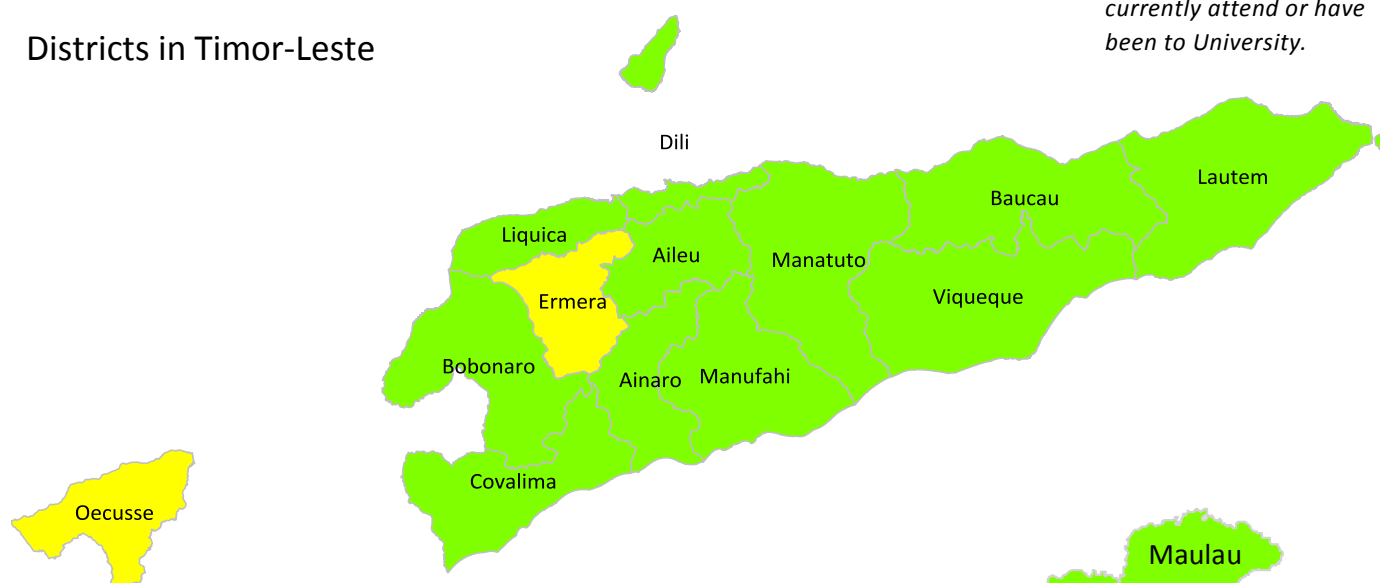 currently attend or have
been to University.
Districts in Timor-Leste
Dili
Lautem
Baucau
Liquica
Aileu
Manatuto
Ermera
Viqueque
Bobonaro
Ainaro
Manufahi
Covalima
Oecusse
Maulau